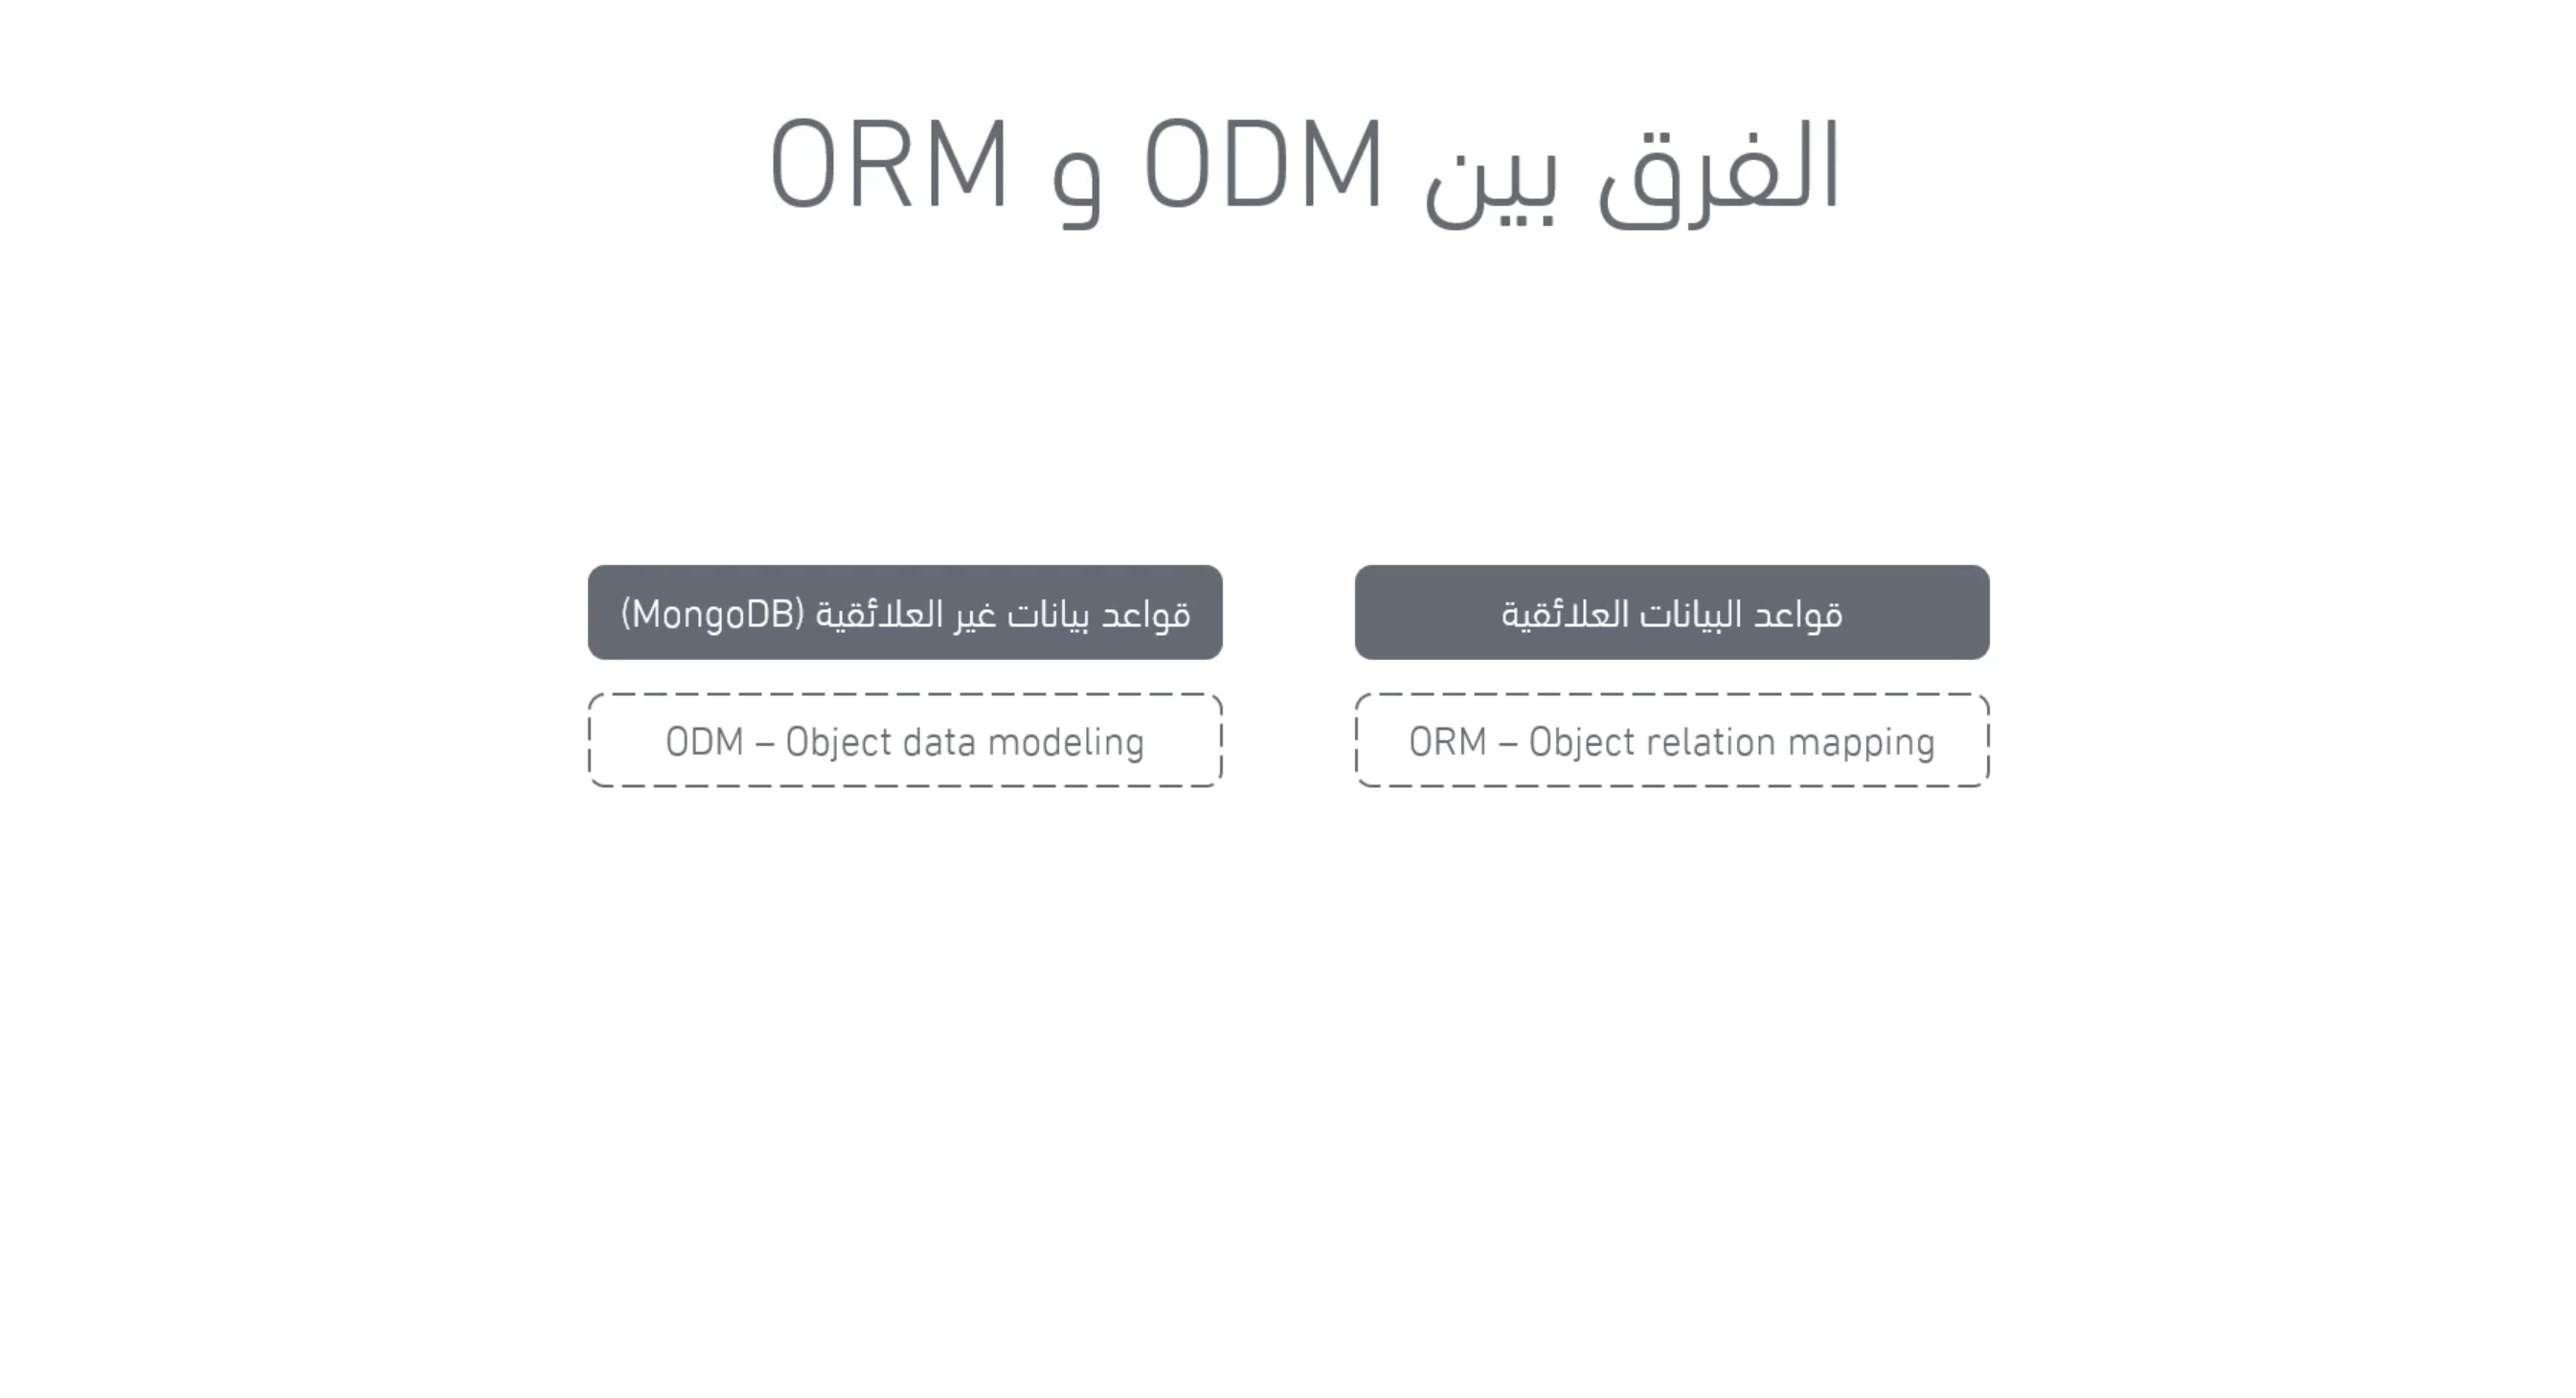 الفرق بين ODM و ORM
قواعد البيانات العلائقية
ORM – Object relation mapping
قواعد بيانات غير العلائقية (MongoDB)
ODM – Object data modeling